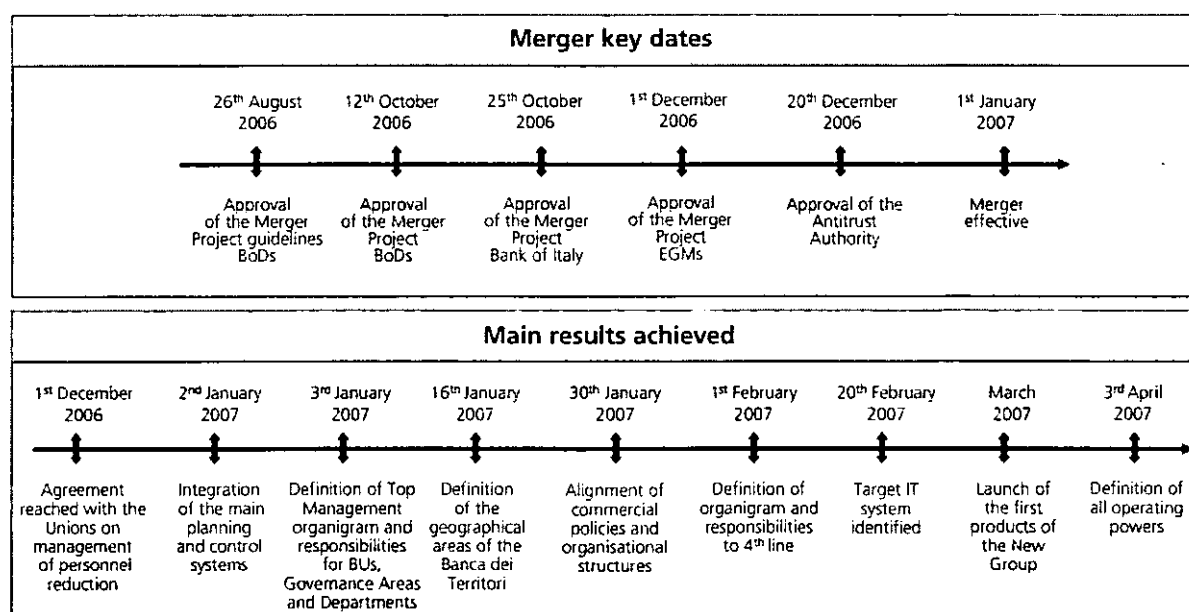 Merger key dates
26th August 2006
12th October 2006
25th October 2006
1st December 2006
20th December 2006
1st January 2007
Approval
of the Merger
Project guidelines
BoDs
Approval
of the Merger
Project
BoDs
Approval
of the Merger
Project
Bank of Italy
Approval
of the Merger
Project
EGMs
Approval of the
Antitrust
Authority
Merger
effective
Main results achieved
1st December 2006
2nd January 2007
3rd January 2007
16th January 2007
30th January 2007
1st February 2007
20th February 2007
March 2007
3rd April 2007
Agreement
reached with the
Unions on
management
of personnel
reduction
Integration
of the main
planning
and control
systems
Definition of Top
Management
organigram and
responsibilities
for BUs,
Governance Areas
and Departments
Definition
of the
geographical
areas of the
Banca dei
Territori
Alignment of
commercial
policies and
organisational
structures
Definition of
organigram and
responsibilities
to 4th line
Target IT
system
identified
Launch of
the first
products of
the New
Group
Definition of
all operating
powers